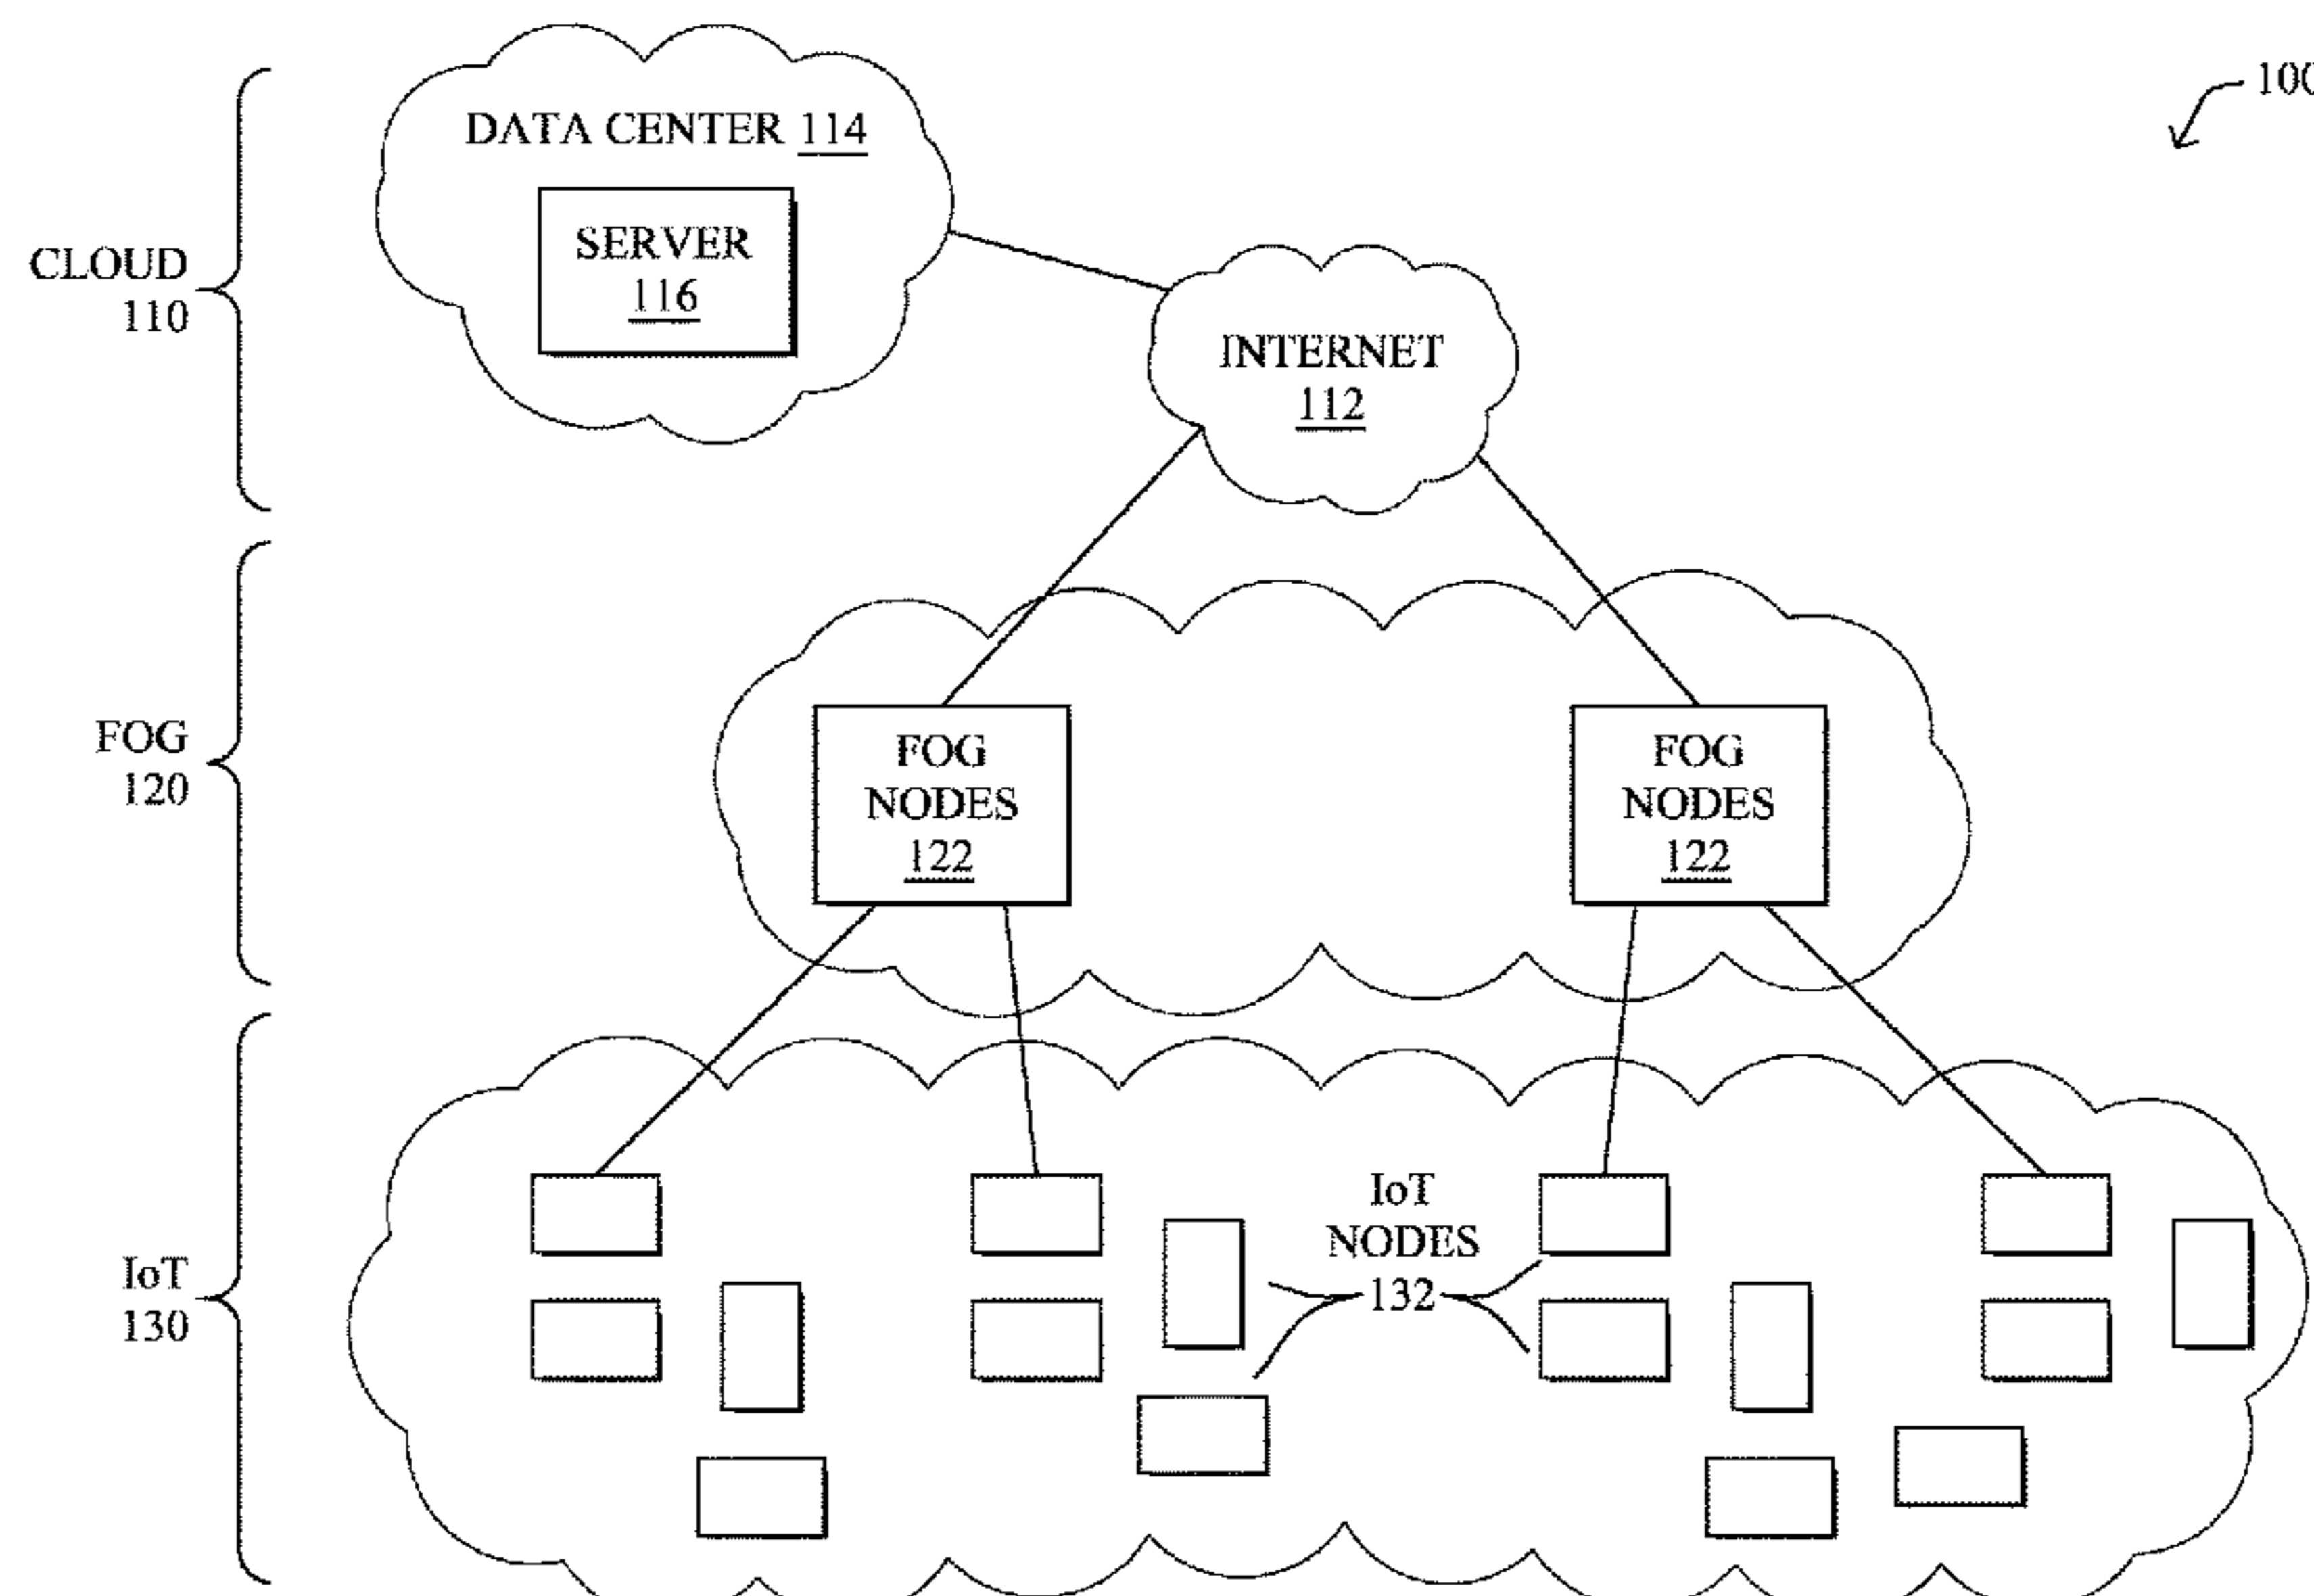 100
DATA CENTER 114
SERVER
116
CLOUD
110
INTERNET
112
FOG
120
FOG
NODES
122
FOG
NODES
122
IoT
130
IoT
NODES
132